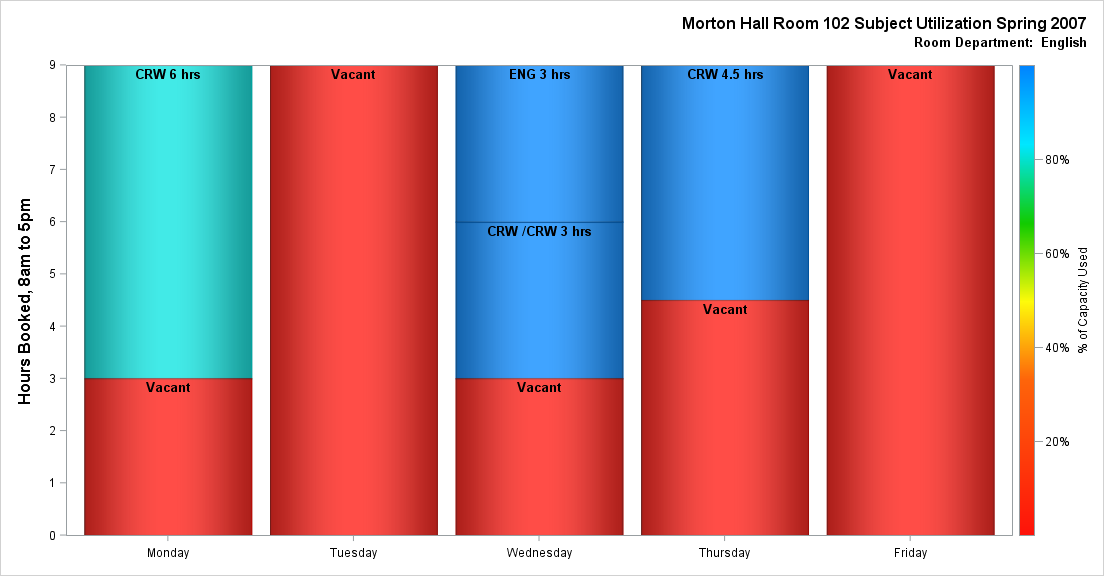 Morton Hall Room 102 Subject Utilization Spring 2007
Room Department:  English
Hours Booked, 8am to 5pm
9
8
7
6
5
4
3
2
1
0
CRW 6 hrs
Vacant
Vacant
ENG 3 hrs
CRW /CRW 3 hrs
Vacant
CRW 4.5 hrs
Vacant
Vacant
Monday
Tuesday
Wednesday
Thursday
Friday
80%
60%
40%
20%
% of Capacity Used